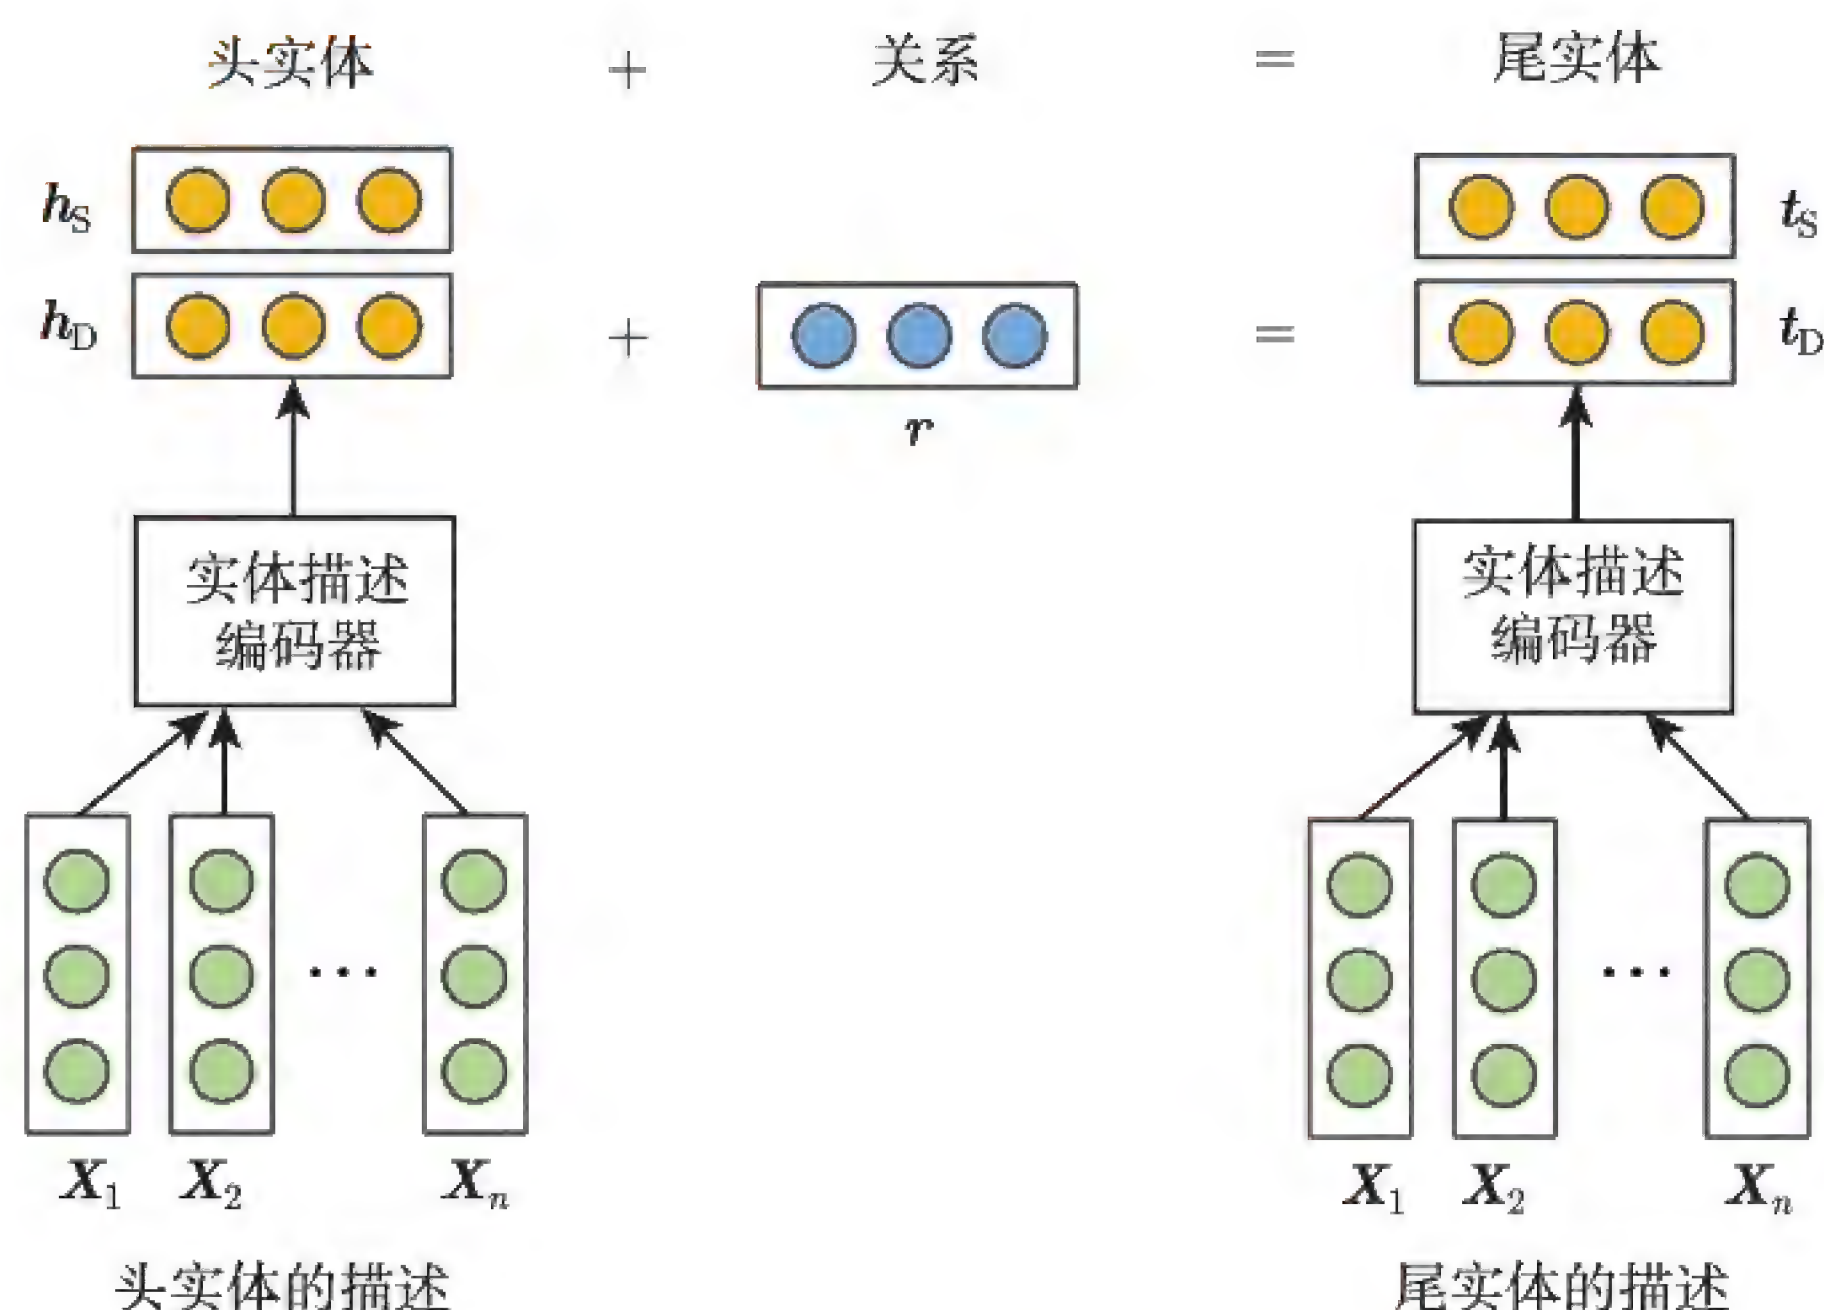 头实体 + 关系 = 尾实体
h_S t_S
h_D + = t_D
r
实体描述 实体描述
编码器 编码器
... ...
X_1 X_2 X_n X_1 X_2 X_n
头实体的描述 尾实体的描述